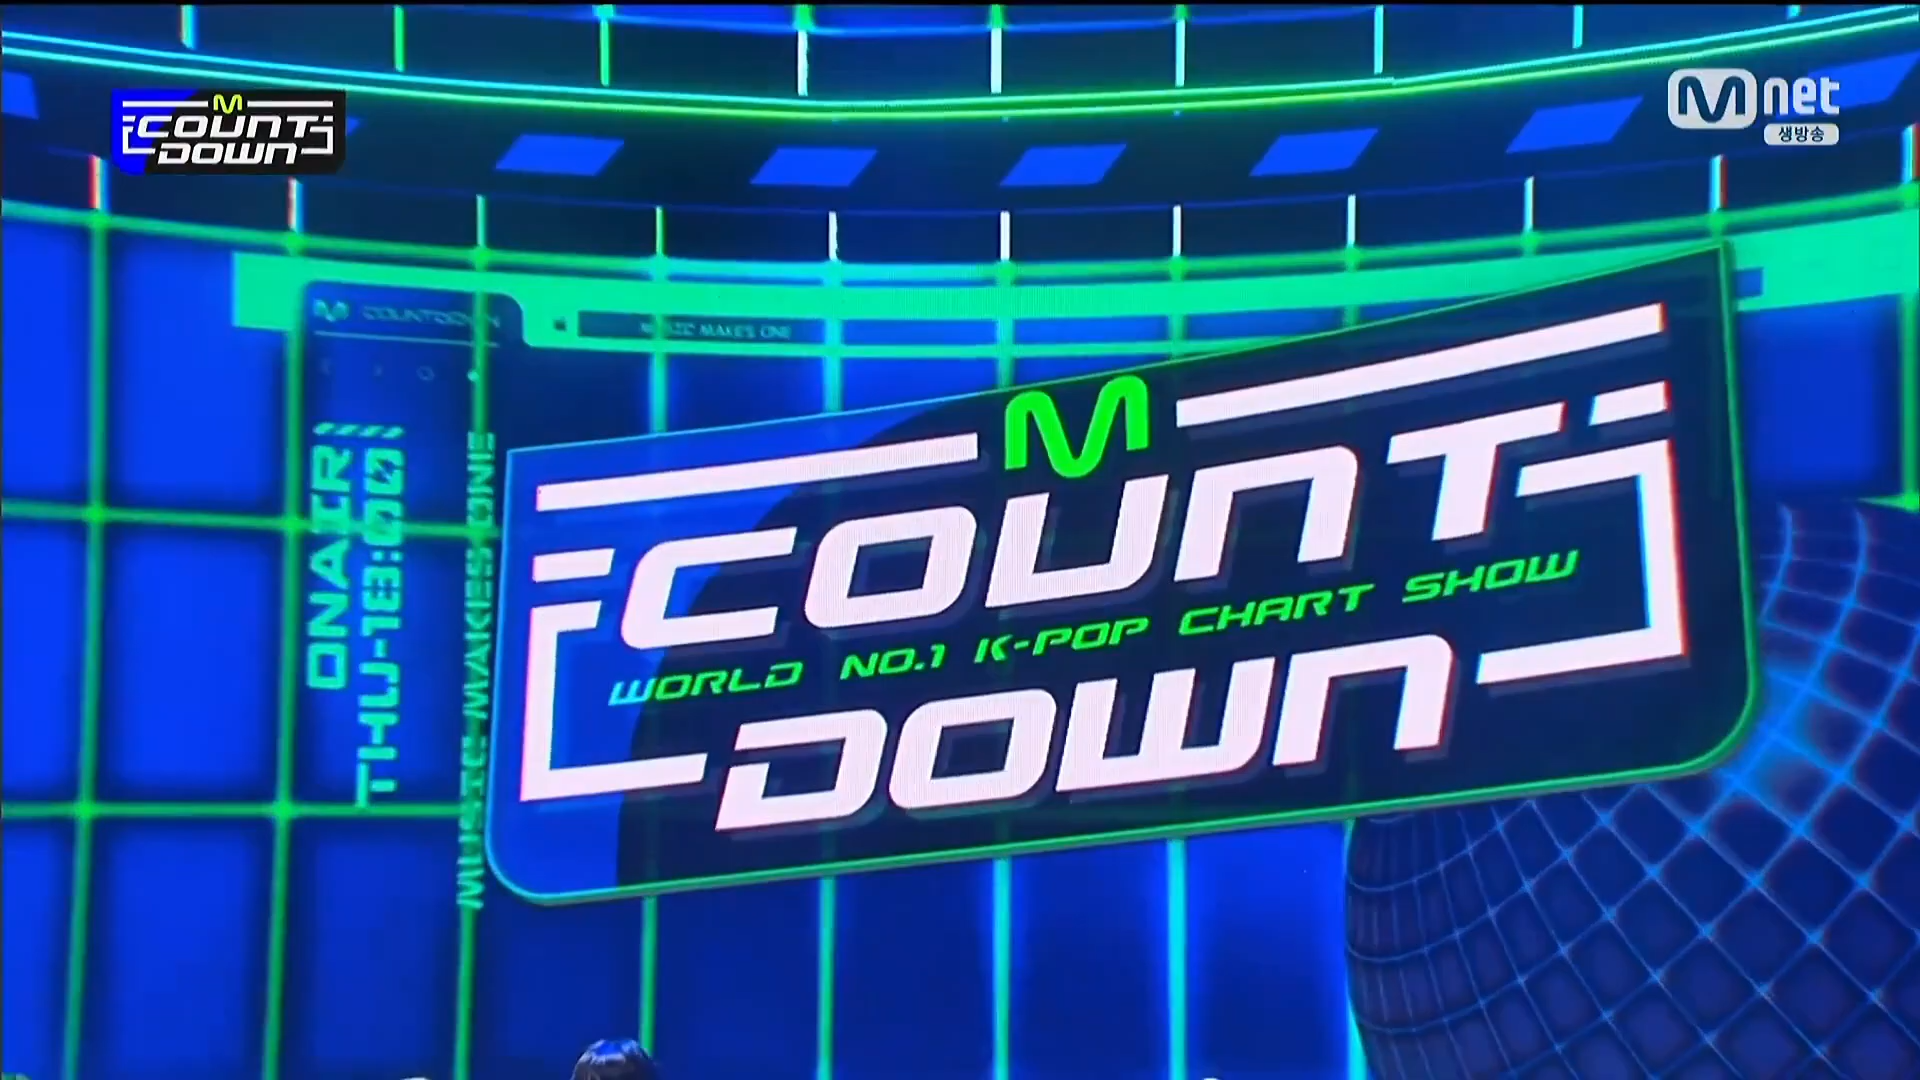 M
COUNT
DOWN
Mnet
생방송
M COUNTDOWN
MUSIC MAKES ONE
ONAIR
THU-18:00
MUSIC MAKES ONE
M
COUNT
WORLD NO.1 K-POP CHART SHOW
DOWN